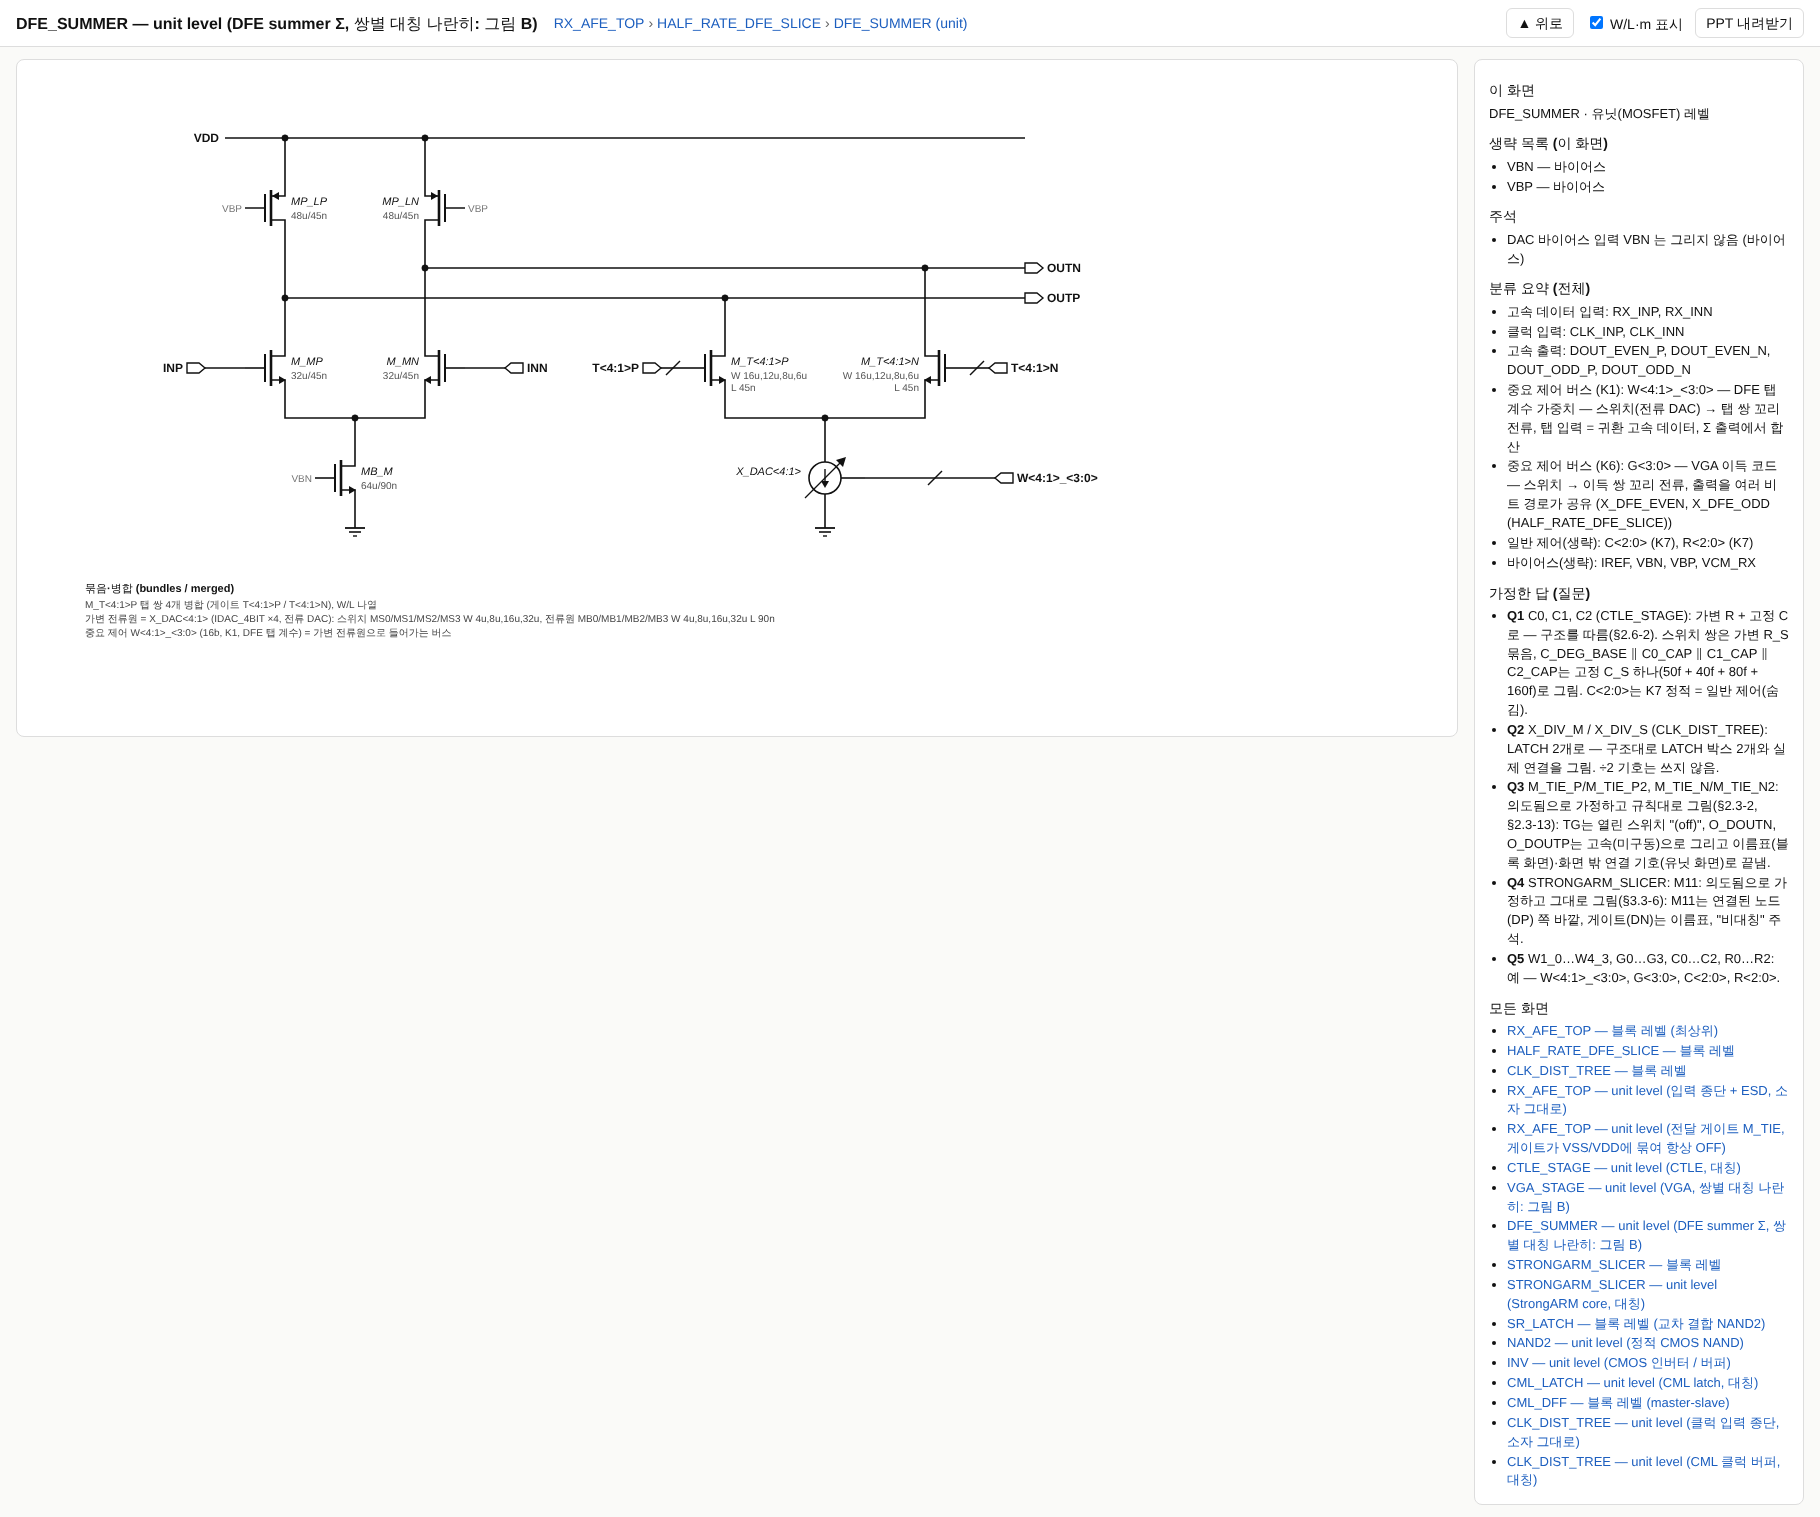 DFE_SUMMER — unit level (DFE summer Σ, 쌍별 대칭 나란히: 그림 B)
RX_AFE_TOP › HALF_RATE_DFE_SLICE › DFE_SUMMER (unit)
▲ 위로
W/L·m 표시
PPT 내려받기
VDD
VBP
MP_LP
48u/45n
MP_LN
48u/45n
VBP
OUTN
OUTP
INP
M_MP
32u/45n
M_MN
32u/45n
INN
T<4:1>P
M_T<4:1>P
W 16u,12u,8u,6u
L 45n
M_T<4:1>N
W 16u,12u,8u,6u
L 45n
T<4:1>N
VBN
MB_M
64u/90n
X_DAC<4:1>
W<4:1>_<3:0>
묶음·병합 (bundles / merged)
M_T<4:1>P 탭 쌍 4개 병합 (게이트 T<4:1>P / T<4:1>N), W/L 나열
가변 전류원 = X_DAC<4:1> (IDAC_4BIT ×4, 전류 DAC): 스위치 MS0/MS1/MS2/MS3 W 4u,8u,16u,32u, 전류원 MB0/MB1/MB2/MB3 W 4u,8u,16u,32u L 90n
중요 제어 W<4:1>_<3:0> (16b, K1, DFE 탭 계수) = 가변 전류원으로 들어가는 버스
이 화면
DFE_SUMMER · 유닛(MOSFET) 레벨
생략 목록 (이 화면)
• VBN — 바이어스
• VBP — 바이어스
주석
• DAC 바이어스 입력 VBN 는 그리지 않음 (바이어
스)
분류 요약 (전체)
• 고속 데이터 입력: RX_INP, RX_INN
• 클럭 입력: CLK_INP, CLK_INN
• 고속 출력: DOUT_EVEN_P, DOUT_EVEN_N,
DOUT_ODD_P, DOUT_ODD_N
• 중요 제어 버스 (K1): W<4:1>_<3:0> — DFE 탭
계수 가중치 — 스위치(전류 DAC) → 탭 쌍 꼬리
전류, 탭 입력 = 귀환 고속 데이터, Σ 출력에서 합
산
• 중요 제어 버스 (K6): G<3:0> — VGA 이득 코드
— 스위치 → 이득 쌍 꼬리 전류, 출력을 여러 비
트 경로가 공유 (X_DFE_EVEN, X_DFE_ODD
(HALF_RATE_DFE_SLICE))
• 일반 제어(생략): C<2:0> (K7), R<2:0> (K7)
• 바이어스(생략): IREF, VBN, VBP, VCM_RX
가정한 답 (질문)
• Q1 C0, C1, C2 (CTLE_STAGE): 가변 R + 고정 C
로 — 구조를 따름(§2.6-2). 스위치 쌍은 가변 R_S
묶음, C_DEG_BASE ∥ C0_CAP ∥ C1_CAP ∥
C2_CAP는 고정 C_S 하나(50f + 40f + 80f +
160f)로 그림. C<2:0>는 K7 정적 = 일반 제어(숨
김).
• Q2 X_DIV_M / X_DIV_S (CLK_DIST_TREE):
LATCH 2개로 — 구조대로 LATCH 박스 2개와 실
제 연결을 그림. ÷2 기호는 쓰지 않음.
• Q3 M_TIE_P/M_TIE_P2, M_TIE_N/M_TIE_N2:
의도됨으로 가정하고 규칙대로 그림(§2.3-2,
§2.3-13): TG는 열린 스위치 "(off)", O_DOUTN,
O_DOUTP는 고속(미구동)으로 그리고 이름표(블
록 화면)·화면 밖 연결 기호(유닛 화면)로 끝냄.
• Q4 STRONGARM_SLICER: M11: 의도됨으로 가
정하고 그대로 그림(§3.3-6): M11는 연결된 노드
(DP) 쪽 바깥, 게이트(DN)는 이름표, "비대칭" 주
석.
• Q5 W1_0…W4_3, G0…G3, C0…C2, R0…R2:
예 — W<4:1>_<3:0>, G<3:0>, C<2:0>, R<2:0>.
모든 화면
• RX_AFE_TOP — 블록 레벨 (최상위)
• HALF_RATE_DFE_SLICE — 블록 레벨
• CLK_DIST_TREE — 블록 레벨
• RX_AFE_TOP — unit level (입력 종단 + ESD, 소
자 그대로)
• RX_AFE_TOP — unit level (전달 게이트 M_TIE,
게이트가 VSS/VDD에 묶여 항상 OFF)
• CTLE_STAGE — unit level (CTLE, 대칭)
• VGA_STAGE — unit level (VGA, 쌍별 대칭 나란
히: 그림 B)
• DFE_SUMMER — unit level (DFE summer Σ, 쌍
별 대칭 나란히: 그림 B)
• STRONGARM_SLICER — 블록 레벨
• STRONGARM_SLICER — unit level
(StrongARM core, 대칭)
• SR_LATCH — 블록 레벨 (교차 결합 NAND2)
• NAND2 — unit level (정적 CMOS NAND)
• INV — unit level (CMOS 인버터 / 버퍼)
• CML_LATCH — unit level (CML latch, 대칭)
• CML_DFF — 블록 레벨 (master-slave)
• CLK_DIST_TREE — unit level (클럭 입력 종단,
소자 그대로)
• CLK_DIST_TREE — unit level (CML 클럭 버퍼,
대칭)